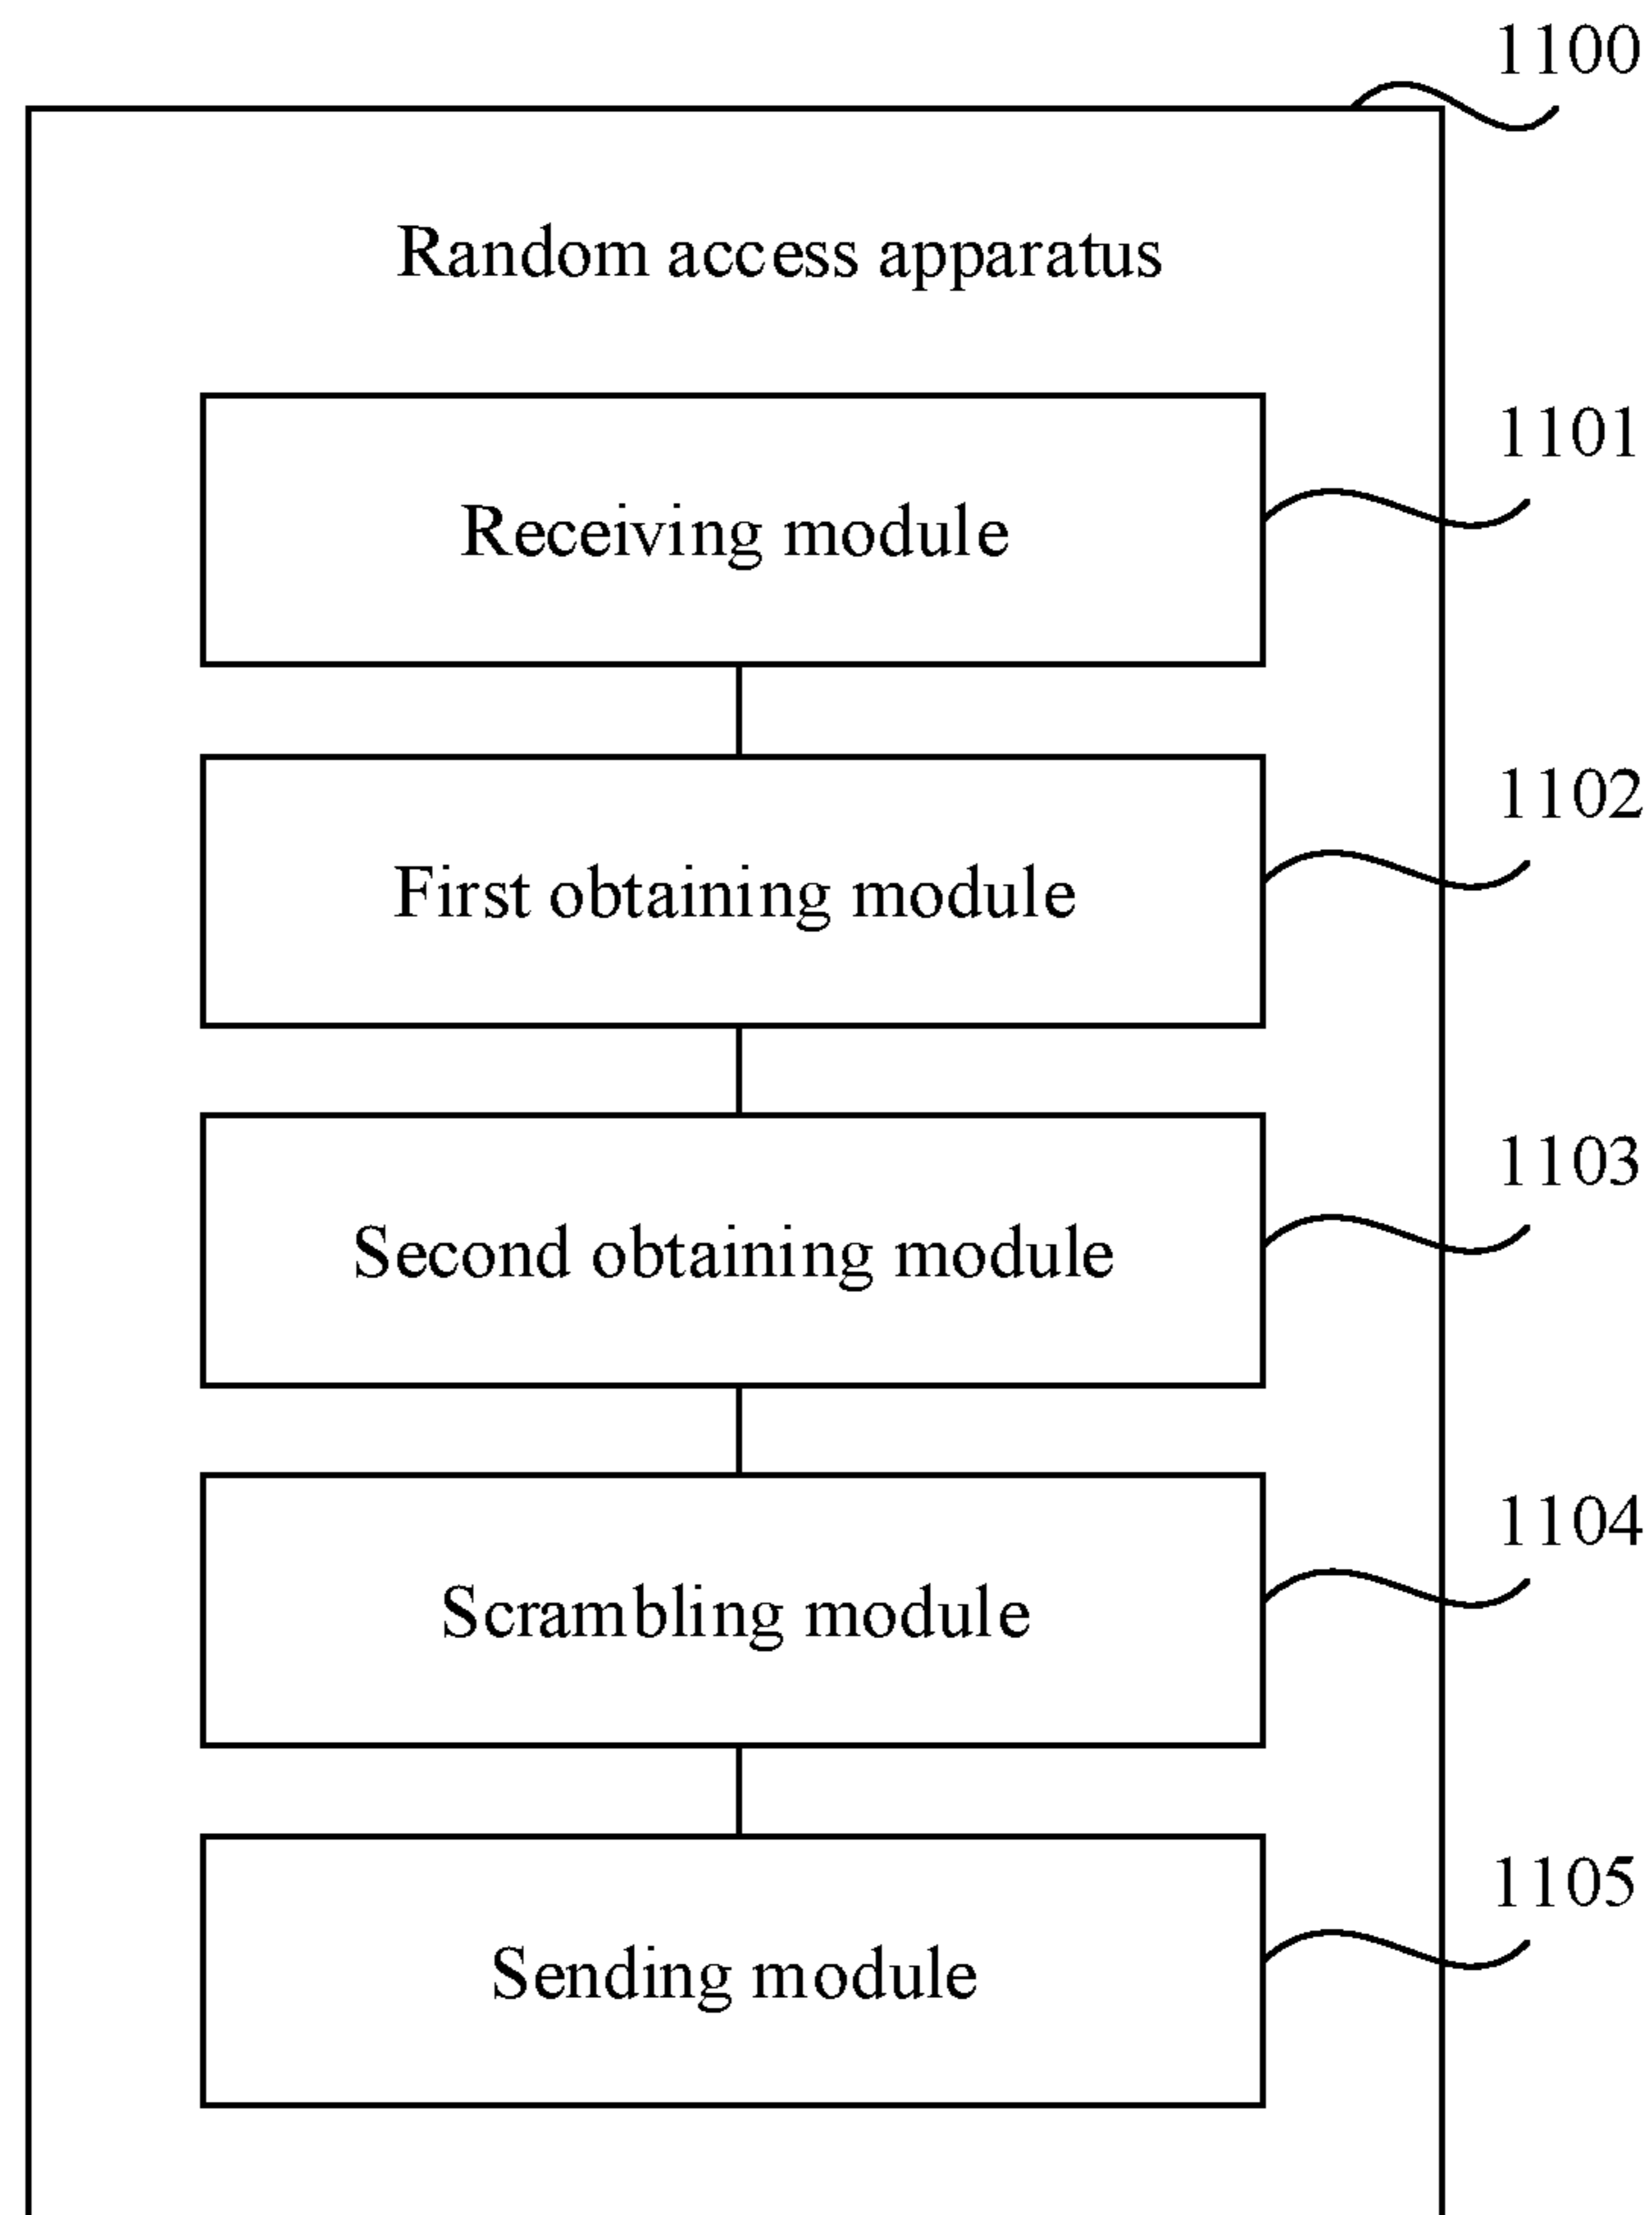 1100
Random access apparatus
1101
Receiving module
1102
First obtaining module
1103
Second obtaining module
1104
Scrambling module
1105
Sending module